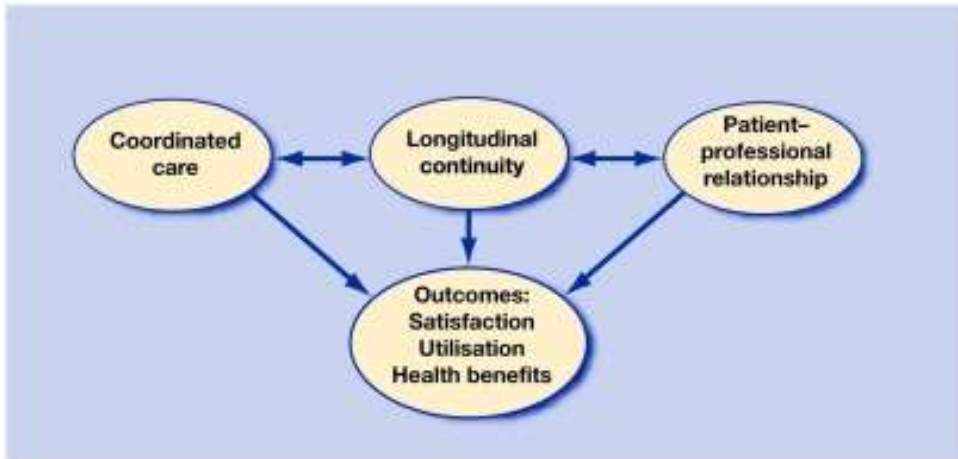 Coordinated
care
Longitudinal
continuity
Patient–
professional
relationship
Outcomes:
Satisfaction
Utilisation
Health benefits